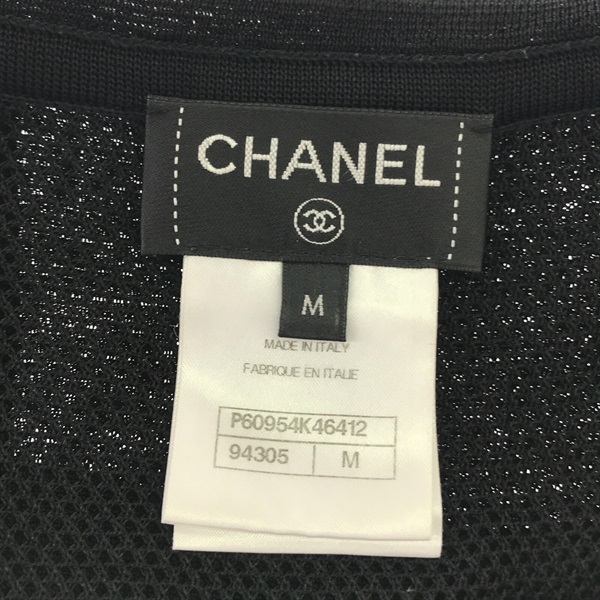 CHANEL
M
MADE IN ITALY
FABRIQUE EN ITALIE
P60954K46412
94305 M